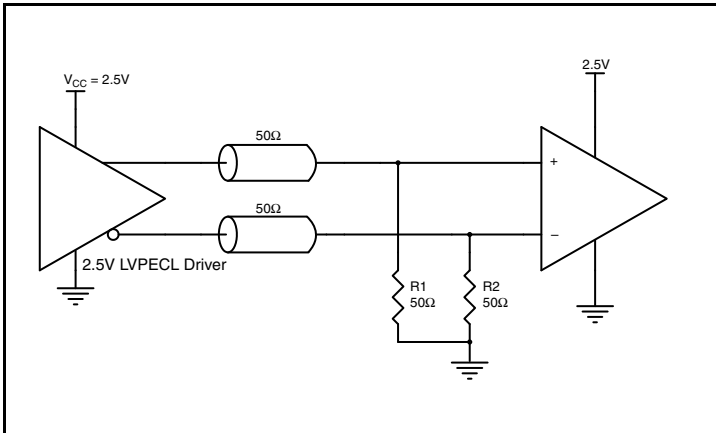 V_CC = 2.5V
2.5V
50Ω
+
50Ω
−
2.5V LVPECL Driver
R1
50Ω
R2
50Ω